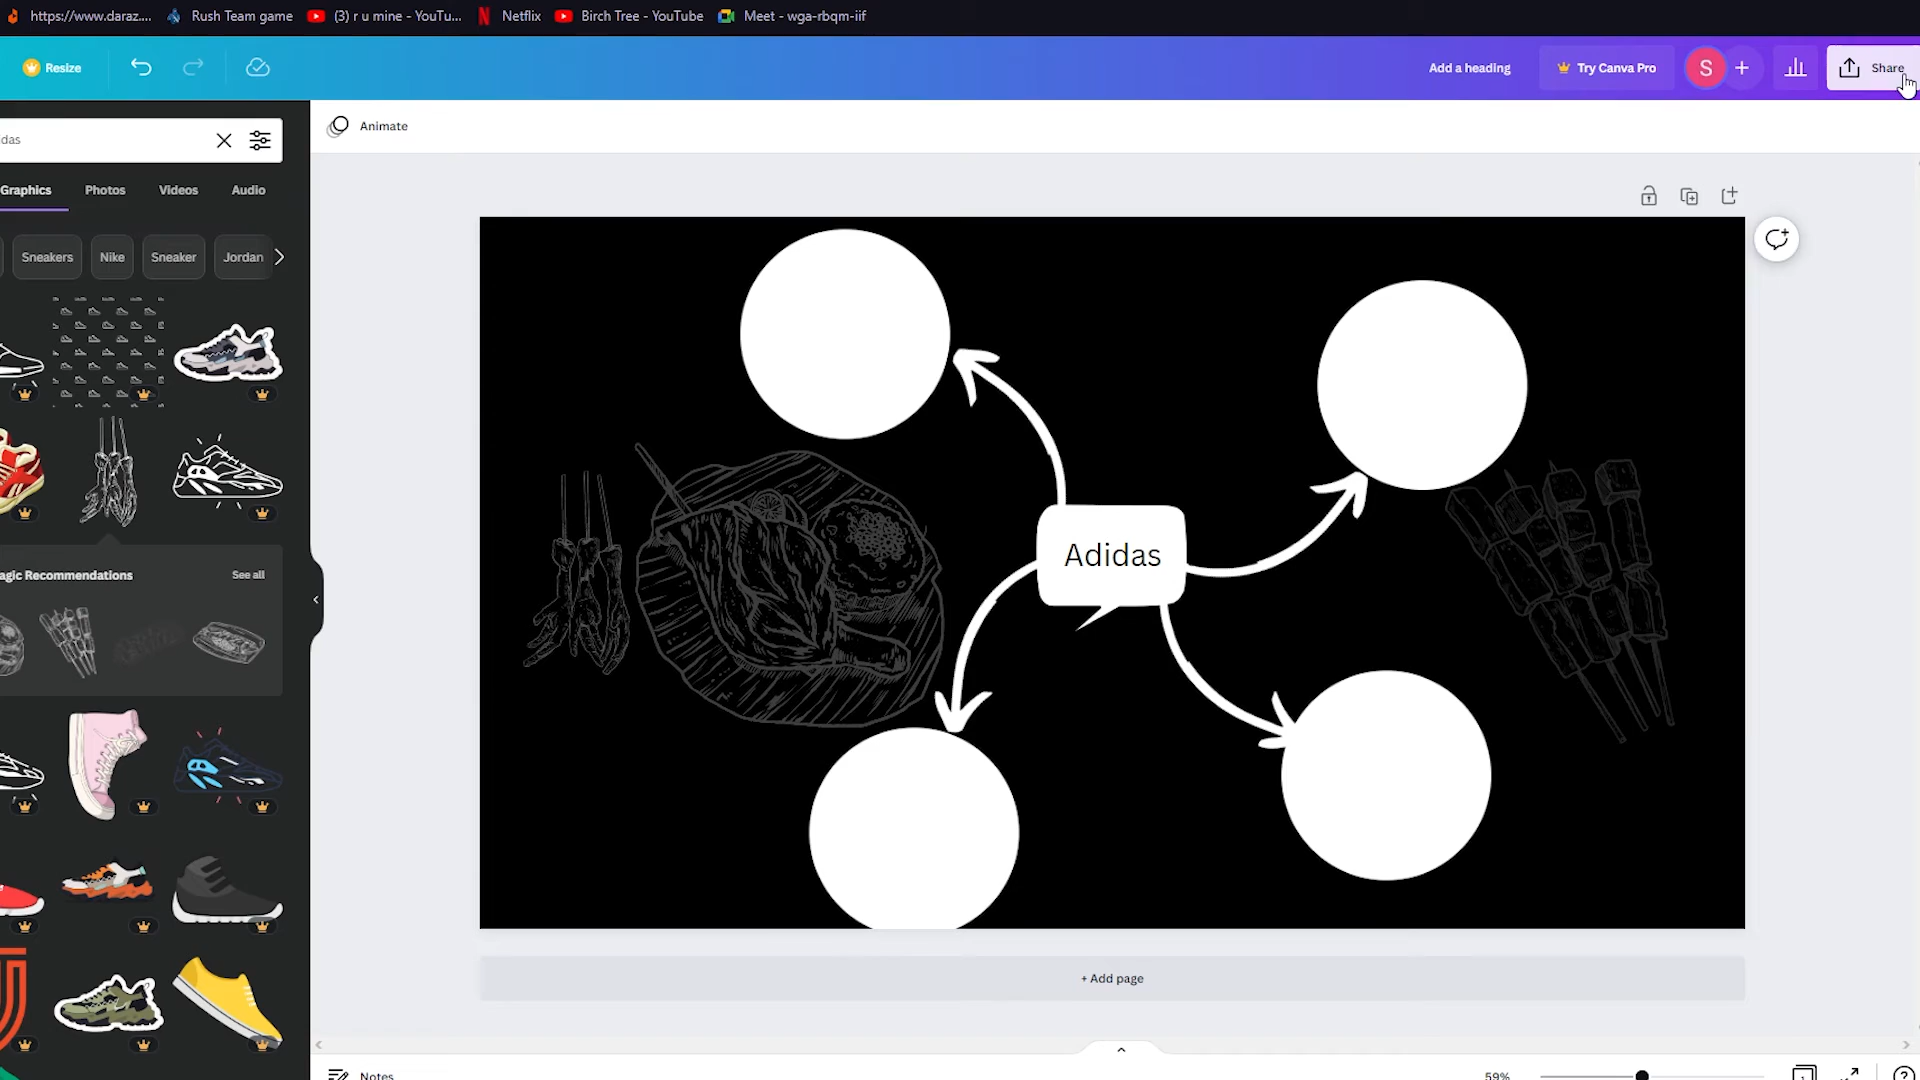 https://www.daraz....
Rush Team game
(3) r u mine - YouTu...
Netflix
Birch Tree - YouTube
Meet - wga-rbqm-iif
Resize
Add a heading
Try Canva Pro
S
Share
das
Animate
Graphics
Photos
Videos
Audio
Sneakers
Nike
Sneaker
Jordan
agic Recommendations
See all
Adidas
+ Add page
Notes
59%
1